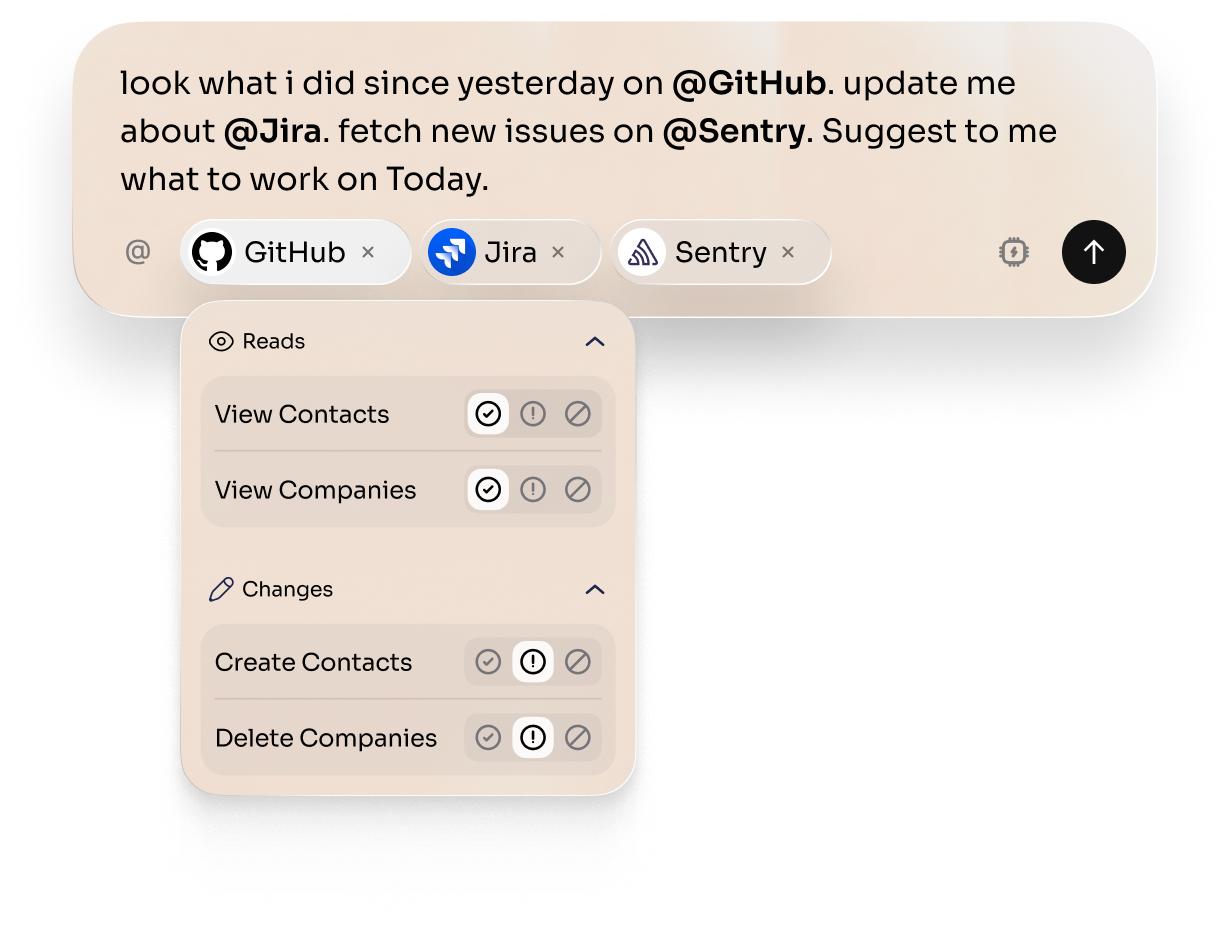 look what i did since yesterday on @GitHub. update me
about @Jira. fetch new issues on @Sentry. Suggest to me
what to work on Today.
@ GitHub × Jira × Sentry ×
Reads
View Contacts
View Companies
Changes
Create Contacts
Delete Companies